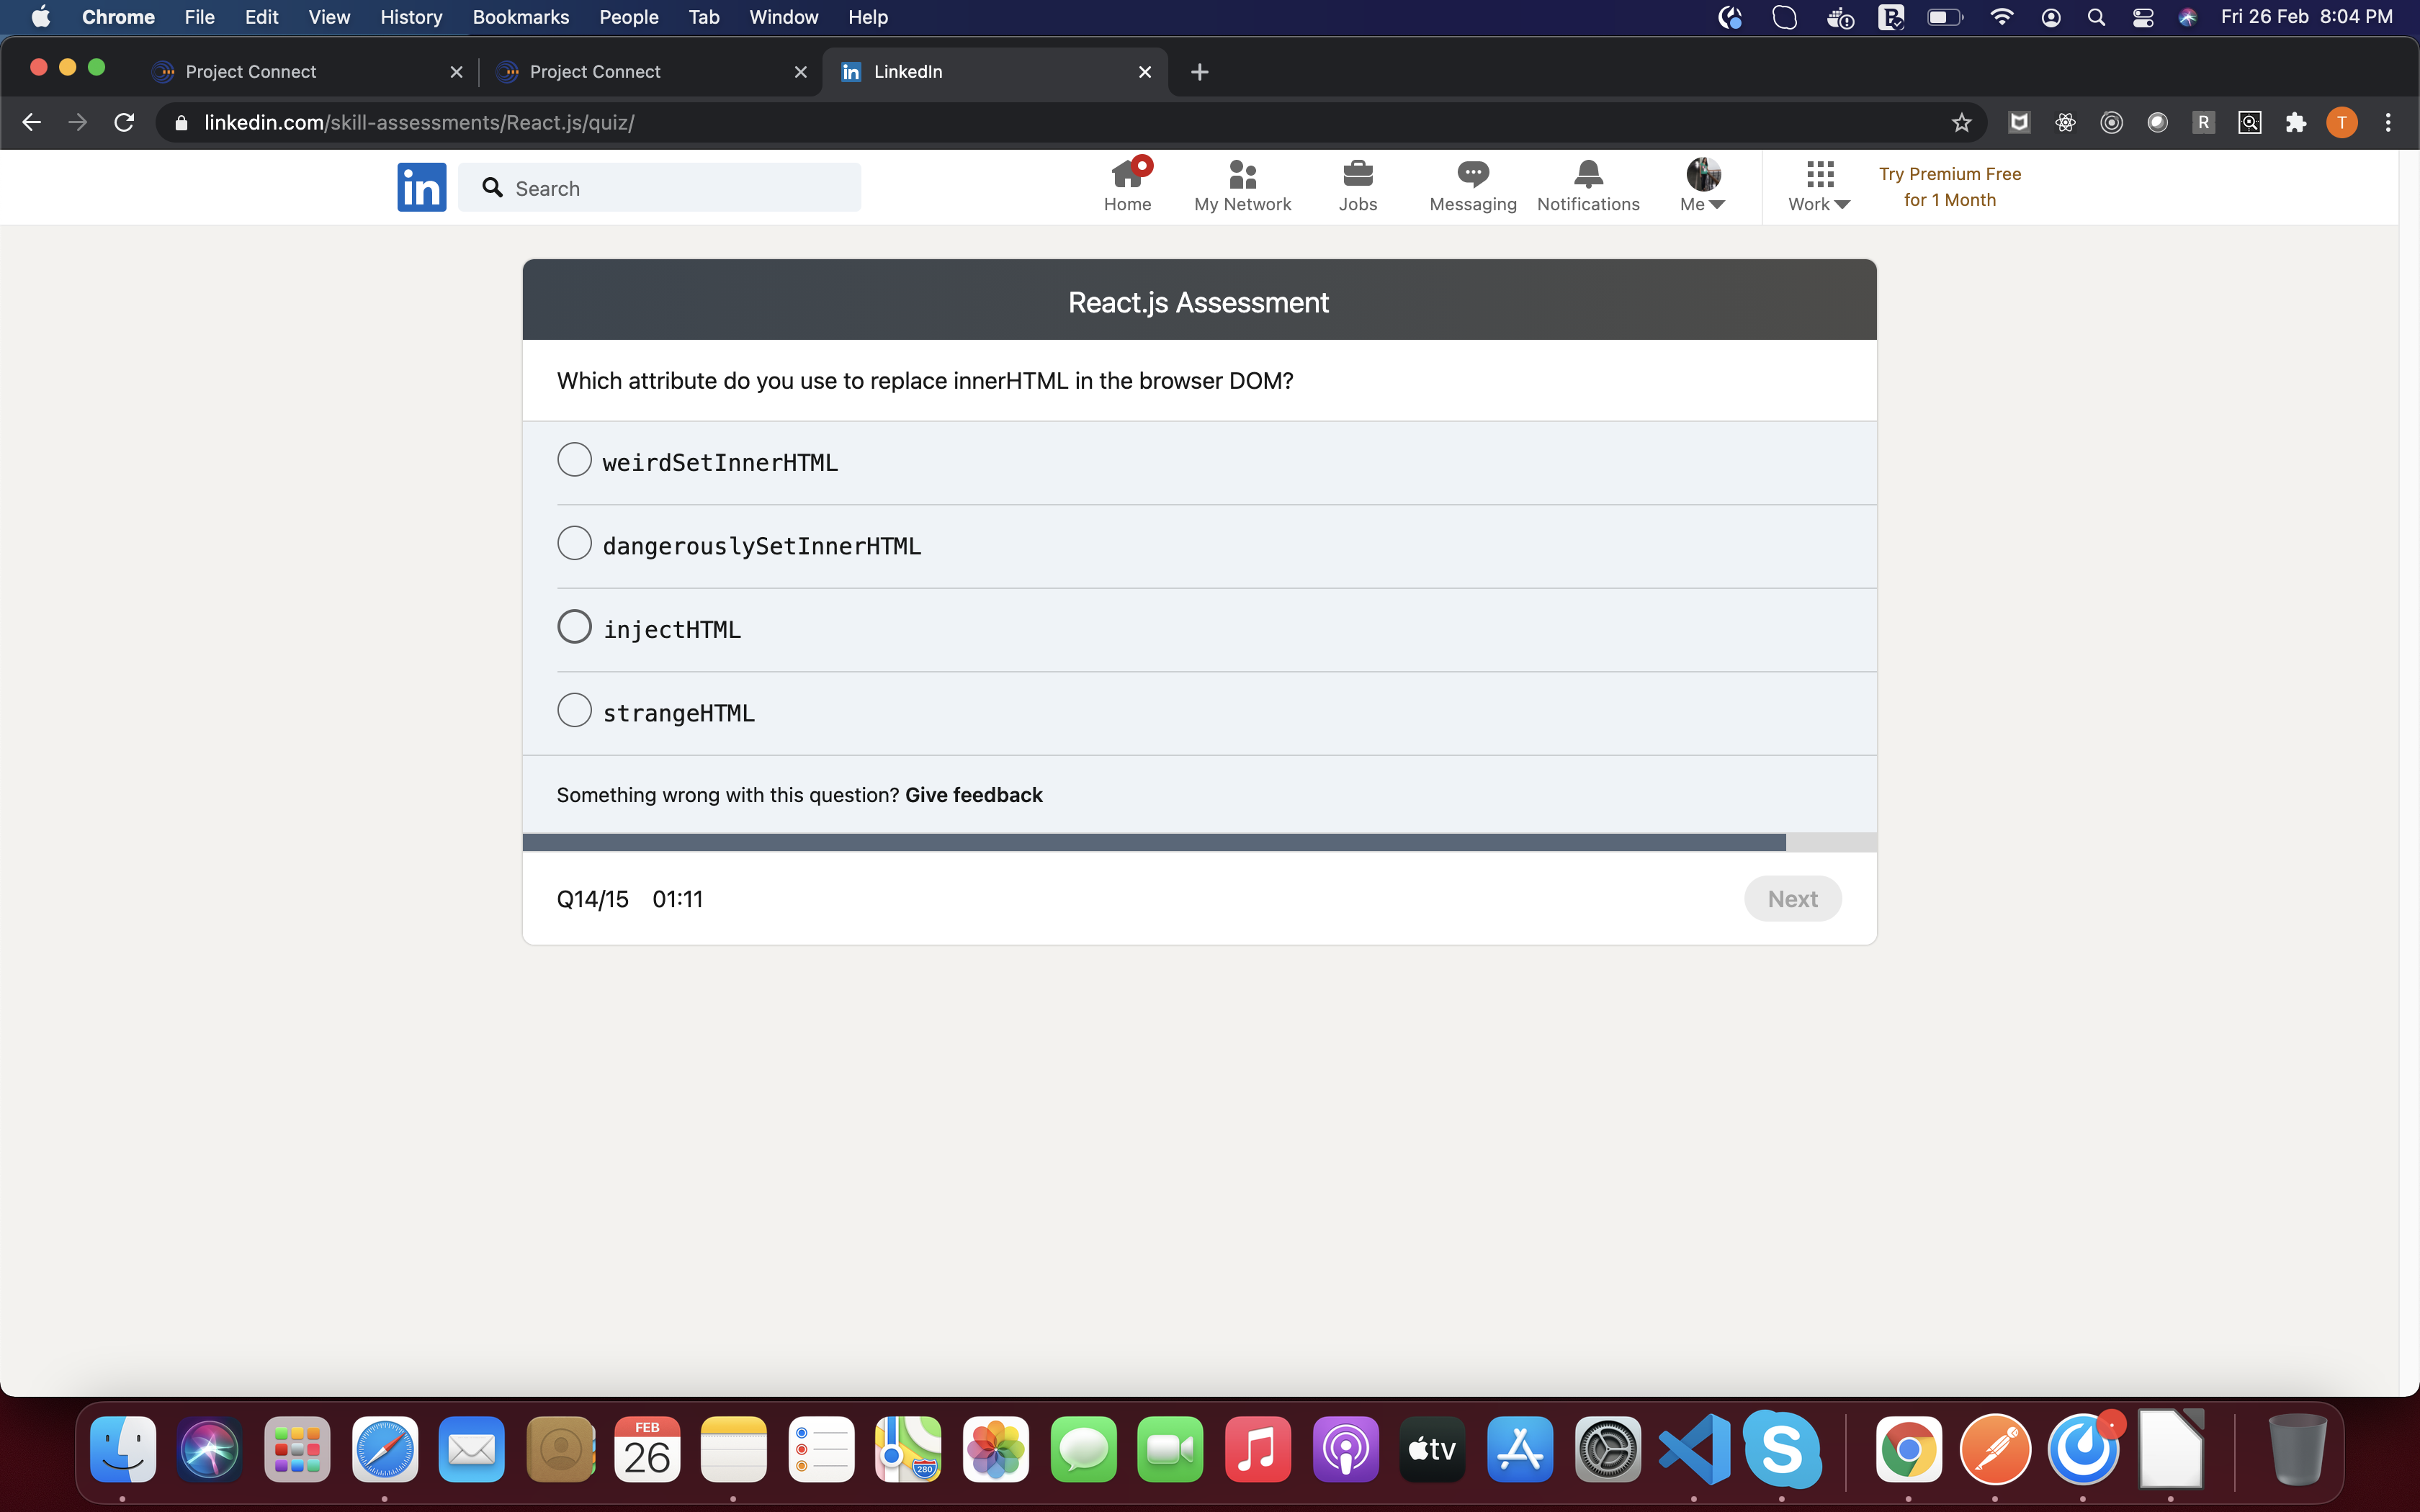 Chrome File Edit View History Bookmarks People Tab Window Help Fri 26 Feb 8:04 PM
Project Connect Project Connect in LinkedIn
linkedin.com/skill-assessments/React.js/quiz/ R T
in Search Home My Network Jobs Messaging Notifications Me Work Try Premium Free
for 1 Month
React.js Assessment
Which attribute do you use to replace innerHTML in the browser DOM?
weirdSetInnerHTML
dangerouslySetInnerHTML
injectHTML
strangeHTML
Something wrong with this question? Give feedback
Q14/15 01:11 Next
FEB
26 280 tv S